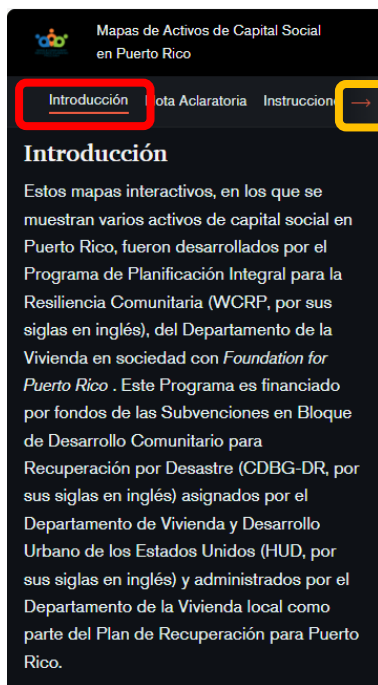 Mapas de Activos de Capital Social
en Puerto Rico
Introducción Nota Aclaratoria Instruccione →
Introducción
Estos mapas interactivos, en los que se
muestran varios activos de capital social en
Puerto Rico, fueron desarrollados por el
Programa de Planificación Integral para la
Resiliencia Comunitaria (WCRP, por sus
siglas en inglés), del Departamento de la
Vivienda en sociedad con Foundation for
Puerto Rico . Este Programa es financiado
por fondos de las Subvenciones en Bloque
de Desarrollo Comunitario para
Recuperación por Desastre (CDBG-DR, por
sus siglas en inglés) asignados por el
Departamento de Vivienda y Desarrollo
Urbano de los Estados Unidos (HUD, por
sus siglas en inglés) y administrados por el
Departamento de la Vivienda local como
parte del Plan de Recuperación para Puerto
Rico.